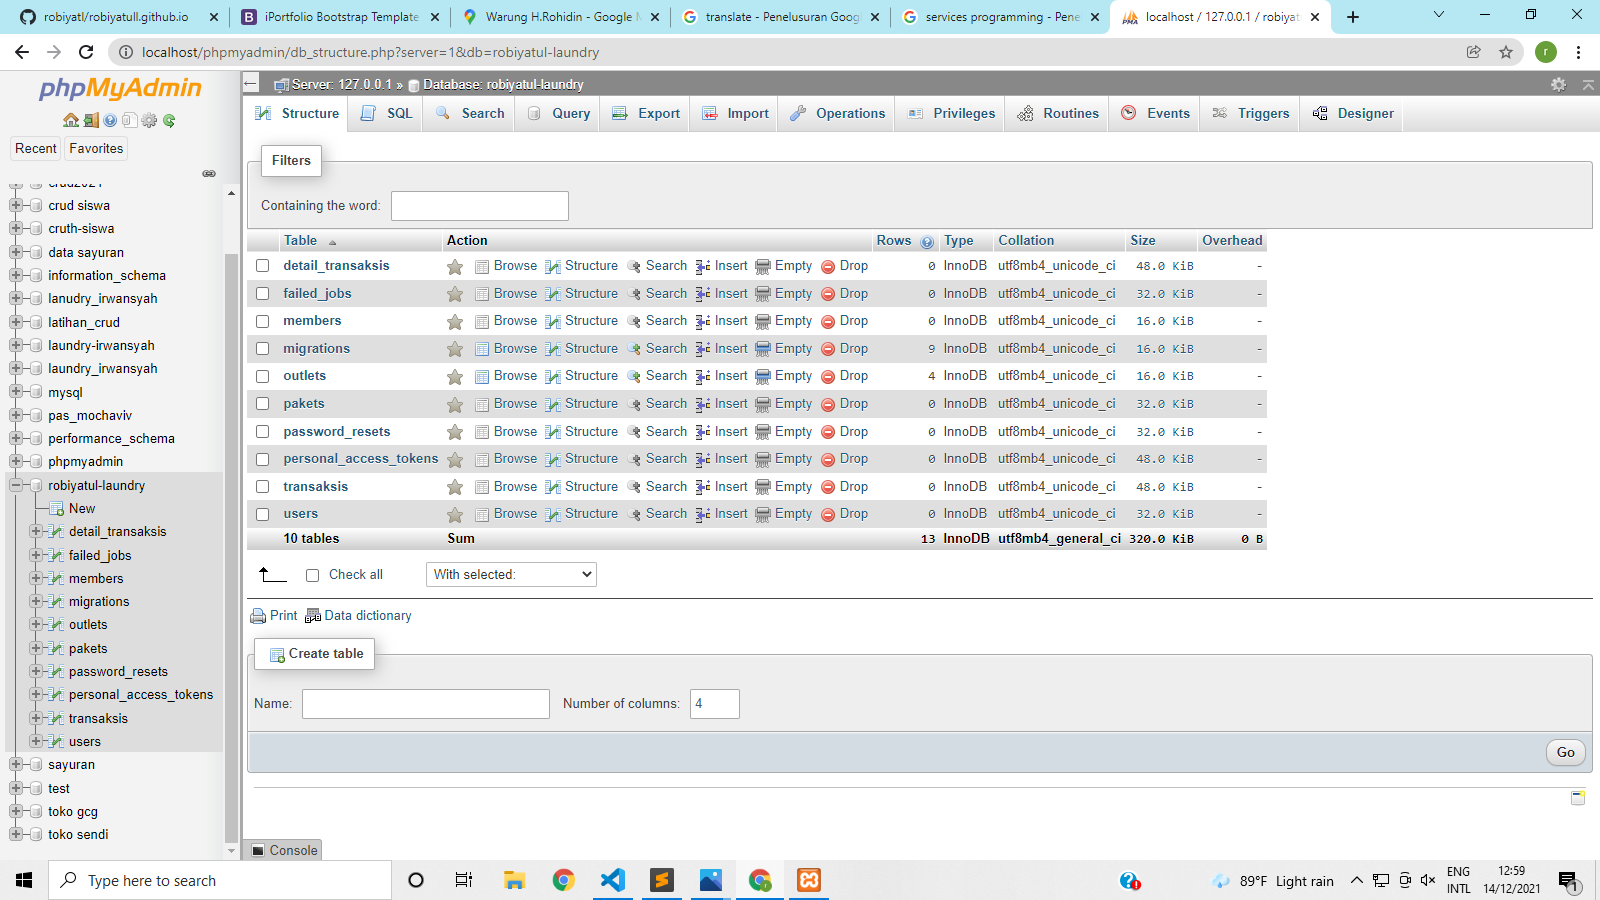 robiyatl/robiyatull.github.io
iPortfolio Bootstrap Template
Warung H.Rohidin - Google M
translate - Penelusuran Goog
services programming - Pene
localhost / 127.0.0.1 / robiyat
localhost/phpmyadmin/db_structure.php?server=1&db=robiyatul-laundry
r
phpMyAdmin
Recent
Favorites
crud2021
crud siswa
cruth-siswa
data sayuran
information_schema
lanudry_irwansyah
latihan_crud
laundry-irwansyah
laundry_irwansyah
mysql
pas_mochaviv
performance_schema
phpmyadmin
robiyatul-laundry
New
detail_transaksis
failed_jobs
members
migrations
outlets
pakets
password_resets
personal_access_tokens
transaksis
users
sayuran
test
toko gcg
toko sendi
Server: 127.0.0.1 » Database: robiyatul-laundry
Structure SQL Search Query Export Import Operations Privileges Routines Events Triggers Designer
Filters
Containing the word:
Table Action Rows Type Collation Size Overhead
detail_transaksis Browse Structure Search Insert Empty Drop 0 InnoDB utf8mb4_unicode_ci 48.0 KiB -
failed_jobs Browse Structure Search Insert Empty Drop 0 InnoDB utf8mb4_unicode_ci 32.0 KiB -
members Browse Structure Search Insert Empty Drop 0 InnoDB utf8mb4_unicode_ci 16.0 KiB -
migrations Browse Structure Search Insert Empty Drop 9 InnoDB utf8mb4_unicode_ci 16.0 KiB -
outlets Browse Structure Search Insert Empty Drop 4 InnoDB utf8mb4_unicode_ci 16.0 KiB -
pakets Browse Structure Search Insert Empty Drop 0 InnoDB utf8mb4_unicode_ci 32.0 KiB -
password_resets Browse Structure Search Insert Empty Drop 0 InnoDB utf8mb4_unicode_ci 32.0 KiB -
personal_access_tokens Browse Structure Search Insert Empty Drop 0 InnoDB utf8mb4_unicode_ci 48.0 KiB -
transaksis Browse Structure Search Insert Empty Drop 0 InnoDB utf8mb4_unicode_ci 48.0 KiB -
users Browse Structure Search Insert Empty Drop 0 InnoDB utf8mb4_unicode_ci 32.0 KiB -
10 tables Sum 13 InnoDB utf8mb4_general_ci 320.0 KiB 0 B
Check all With selected:
Print Data dictionary
Create table
Name: Number of columns: 4
Go
Console
Type here to search
89°F Light rain
ENG
INTL
12:59
14/12/2021
1